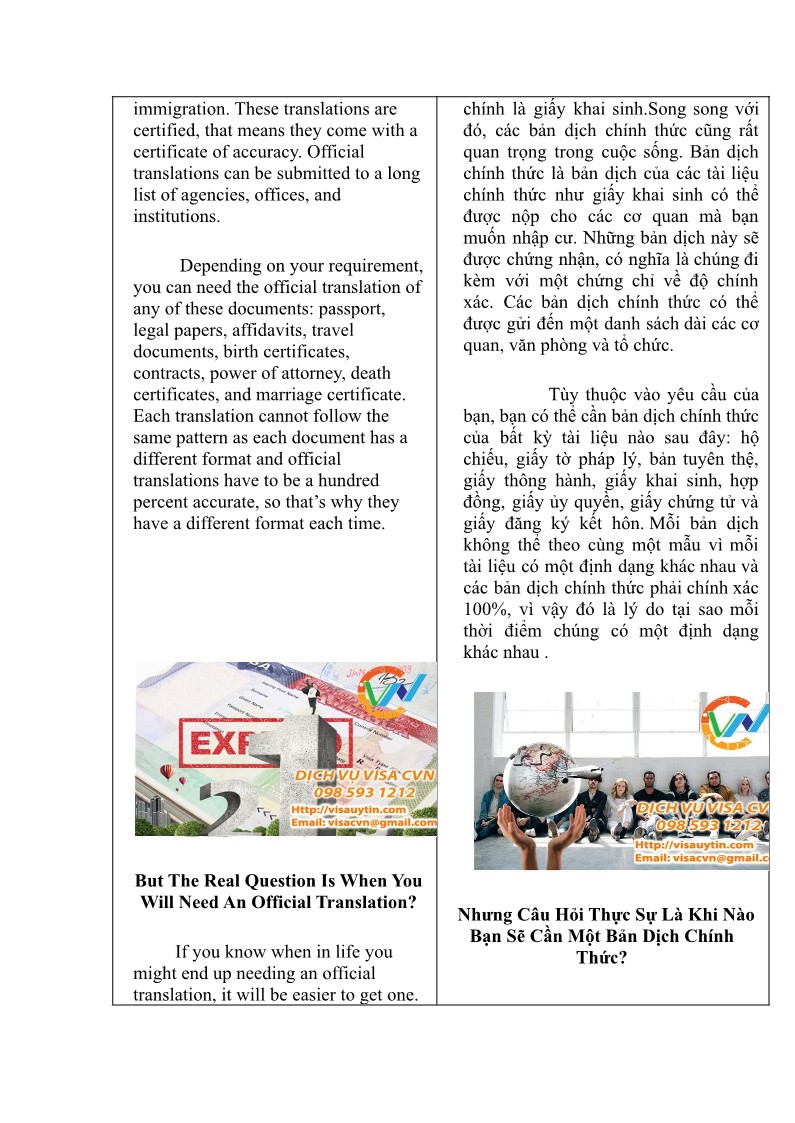 immigration. These translations are
certified, that means they come with a
certificate of accuracy. Official
translations can be submitted to a long
list of agencies, offices, and
institutions.
Depending on your requirement,
you can need the official translation of
any of these documents: passport,
legal papers, affidavits, travel
documents, birth certificates,
contracts, power of attorney, death
certificates, and marriage certificate.
Each translation cannot follow the
same pattern as each document has a
different format and official
translations have to be a hundred
percent accurate, so that’s why they
have a different format each time.
DỊCH VỤ VISA CVN
098 593 1212
Http://visauytin.com
Email: visacvn@gmail.com
But The Real Question Is When You
Will Need An Official Translation?
If you know when in life you
might end up needing an official
translation, it will be easier to get one.
chính là giấy khai sinh.Song song với
đó, các bản dịch chính thức cũng rất
quan trọng trong cuộc sống. Bản dịch
chính thức là bản dịch của các tài liệu
chính thức như giấy khai sinh có thể
được nộp cho các cơ quan mà bạn
muốn nhập cư. Những bản dịch này sẽ
được chứng nhận, có nghĩa là chúng đi
kèm với một chứng chỉ về độ chính
xác. Các bản dịch chính thức có thể
được gửi đến một danh sách dài các cơ
quan, văn phòng và tổ chức.
Tùy thuộc vào yêu cầu của
bạn, bạn có thể cần bản dịch chính thức
của bất kỳ tài liệu nào sau đây: hộ
chiếu, giấy tờ pháp lý, bản tuyên thệ,
giấy thông hành, giấy khai sinh, hợp
đồng, giấy ủy quyền, giấy chứng tử và
giấy đăng ký kết hôn. Mỗi bản dịch
không thể theo cùng một mẫu vì mỗi
tài liệu có một định dạng khác nhau và
các bản dịch chính thức phải chính xác
100%, vì vậy đó là lý do tại sao mỗi
thời điểm chúng có một định dạng
khác nhau .
DỊCH VỤ VISA CV
098 593 1212
Http://visauytin.com
Email: visacvn@gmail.c
Nhưng Câu Hỏi Thực Sự Là Khi Nào
Bạn Sẽ Cần Một Bản Dịch Chính
Thức?